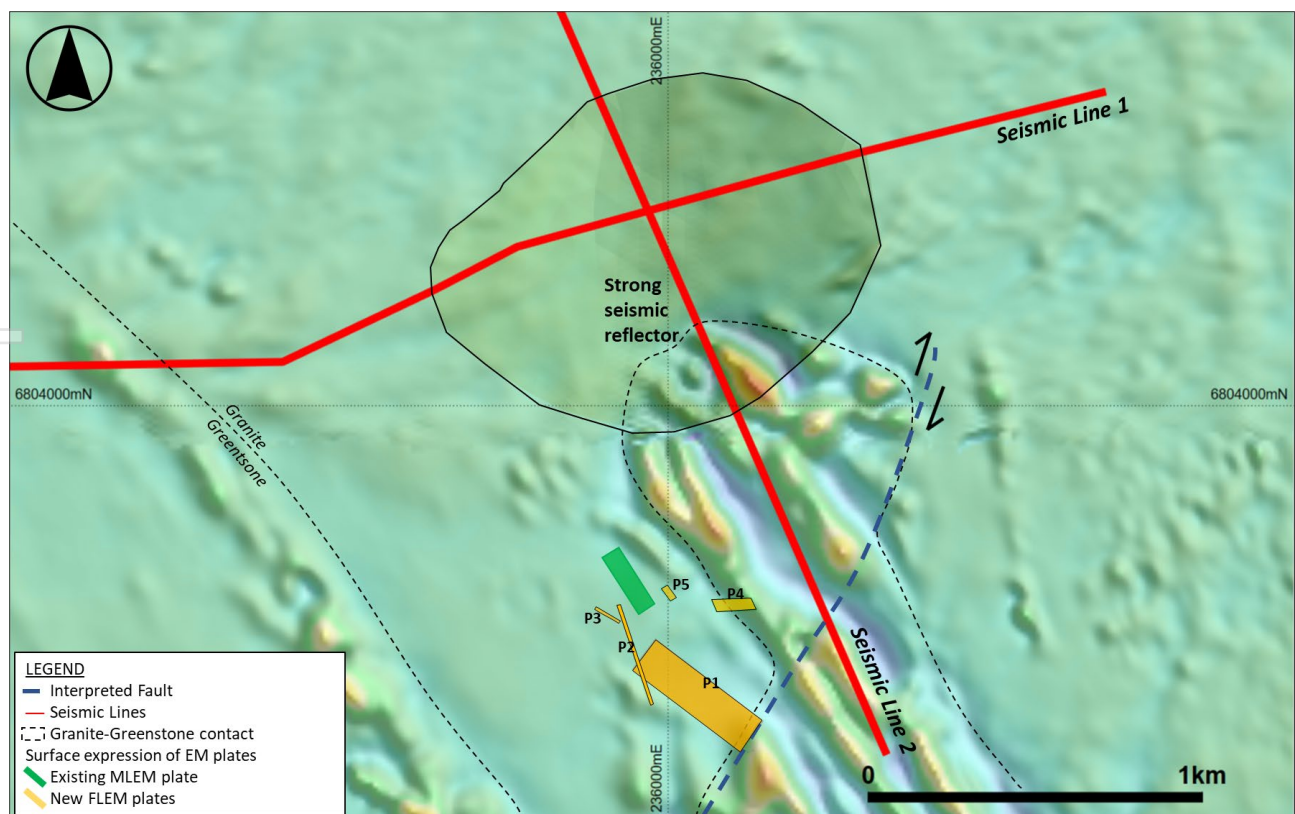 236000mE
Seismic Line 1
Strong
seismic
reflector
6804000mN
6804000mN
Granite
Greentsone
P5
P4
P3
P2
P1
Seismic Line 2
236000mE
0
1km
LEGEND
Interpreted Fault
Seismic Lines
Granite-Greenstone contact
Surface expression of EM plates
Existing MLEM plate
New FLEM plates